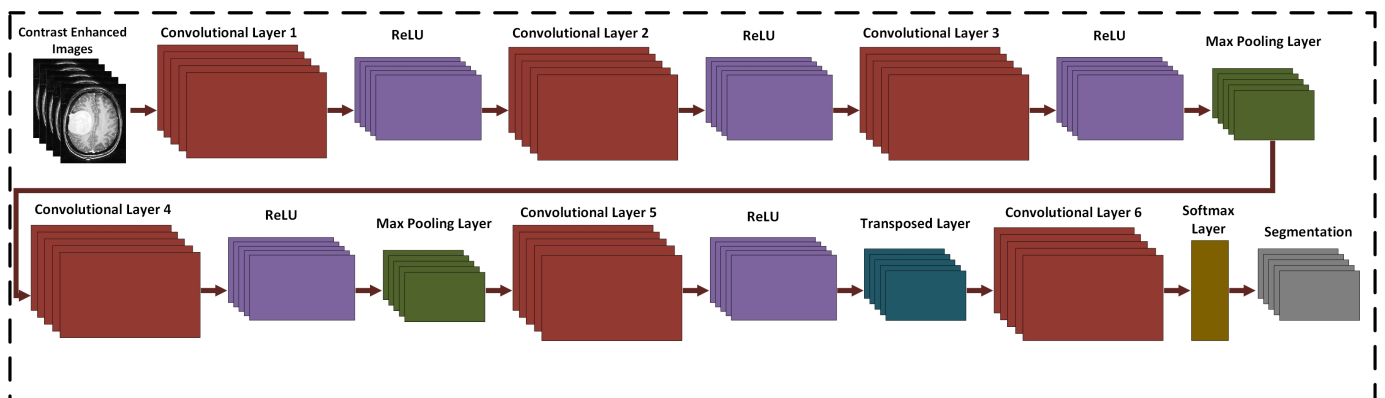 Contrast Enhanced
Images
Convolutional Layer 1
ReLU
Convolutional Layer 2
ReLU
Convolutional Layer 3
ReLU
Max Pooling Layer
Convolutional Layer 4
ReLU
Max Pooling Layer
Convolutional Layer 5
ReLU
Transposed Layer
Convolutional Layer 6
Softmax
Layer
Segmentation